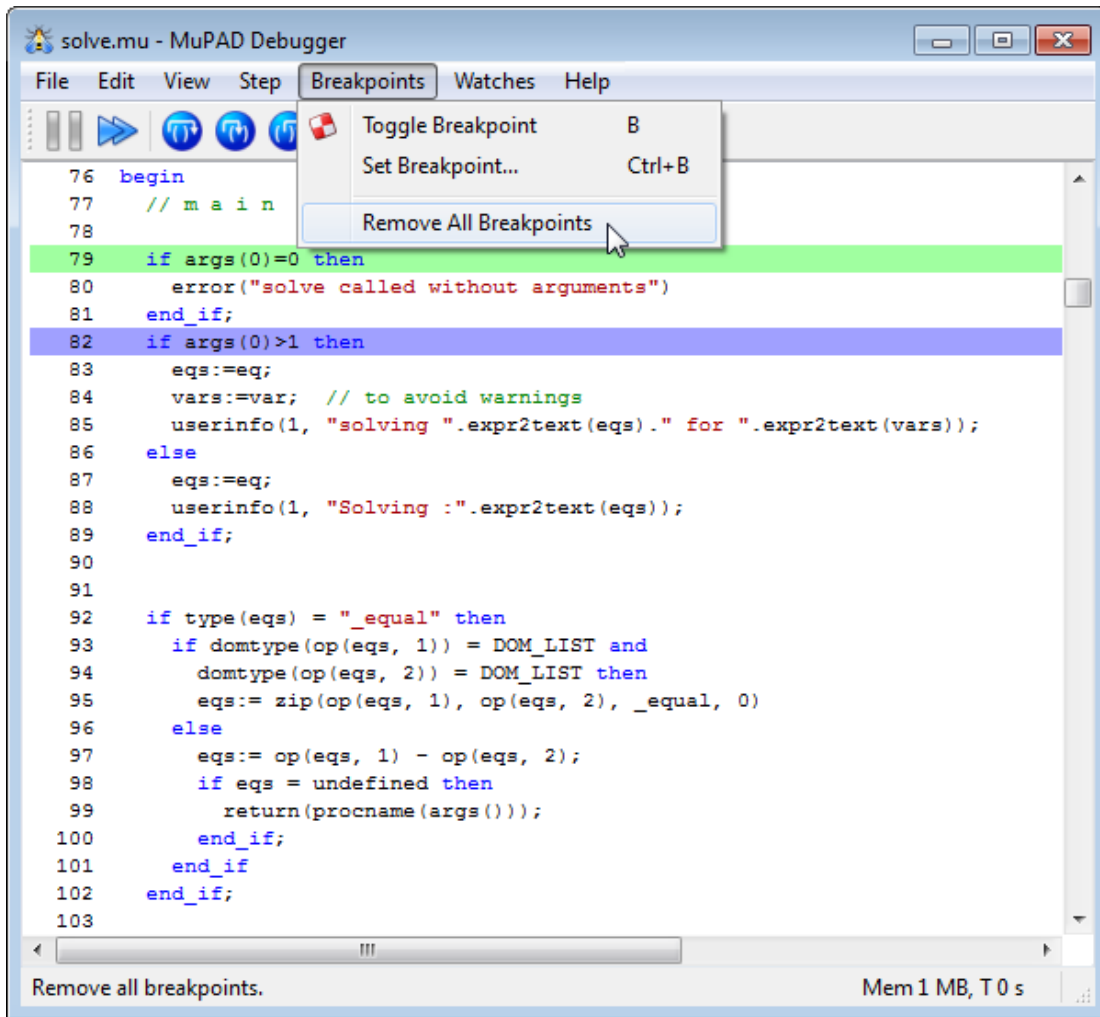 solve.mu - MuPAD Debugger
File Edit View Step Breakpoints Watches Help
Toggle Breakpoint B
Set Breakpoint... Ctrl+B
Remove All Breakpoints
76 begin
77 // m a i n
78
79 if args(0)=0 then
80 error("solve called without arguments")
81 end_if;
82 if args(0)>1 then
83 eqs:=eq;
84 vars:=var; // to avoid warnings
85 userinfo(1, "solving ".expr2text(eqs)." for ".expr2text(vars));
86 else
87 eqs:=eq;
88 userinfo(1, "Solving :".expr2text(eqs));
89 end_if;
90
91
92 if type(eqs) = "_equal" then
93 if domtype(op(eqs, 1)) = DOM_LIST and
94 domtype(op(eqs, 2)) = DOM_LIST then
95 eqs:= zip(op(eqs, 1), op(eqs, 2), _equal, 0)
96 else
97 eqs:= op(eqs, 1) - op(eqs, 2);
98 if eqs = undefined then
99 return(procname(args()));
100 end_if;
101 end_if
102 end_if;
103
Remove all breakpoints. Mem 1 MB, T 0 s